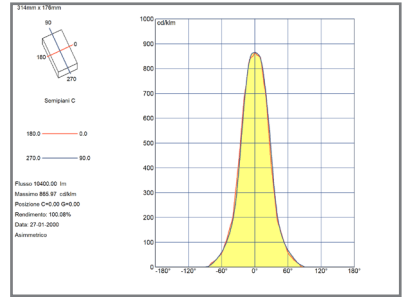 314mm x 176mm
90
0
180
270
Semipiani C
180.0 0.0
270.0 90.0
Flusso 10400.00 lm
Massimo 865.97 cd/klm
Posizione C=0.00 G=0.00
Rendimento: 100.08%
Data: 27-01-2000
Asimmetrico
cd/klm
1000
900
800
700
600
500
400
300
200
100
0
-180° -120° -60° 0° 60° 120° 180°